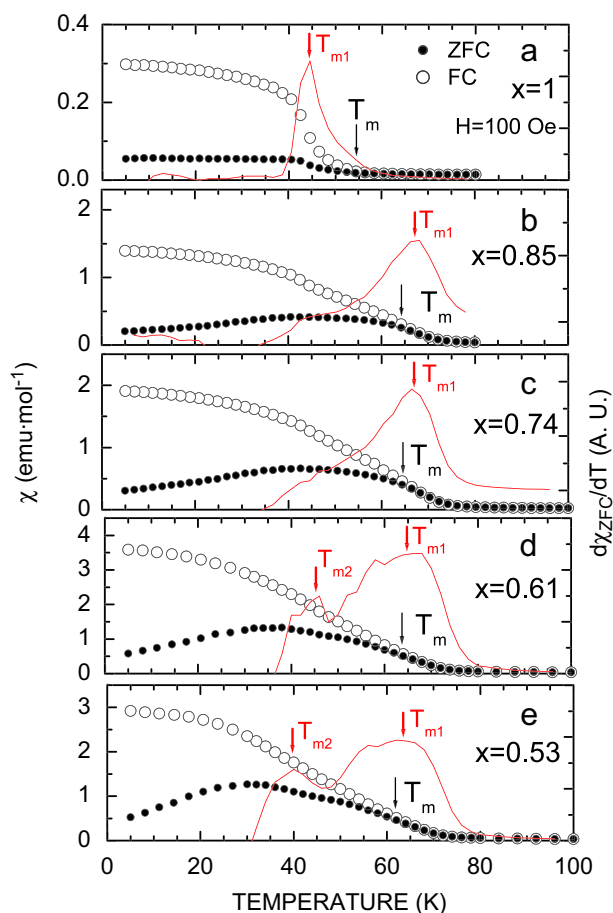 0.4
0.2
0.0
T_m1
T_m
ZFC
FC
a
x=1
H=100 Oe
2
1
0
T_m1
T_m
b
x=0.85
2
1
0
T_m1
T_m
c
x=0.74
4
3
2
1
0
T_m2
T_m1
T_m
d
x=0.61
3
2
1
0
T_m2
T_m1
T_m
e
x=0.53
0 20 40 60 80 100
TEMPERATURE (K)
χ (emu·mol⁻¹)
dχ_ZFC/dT (A. U.)